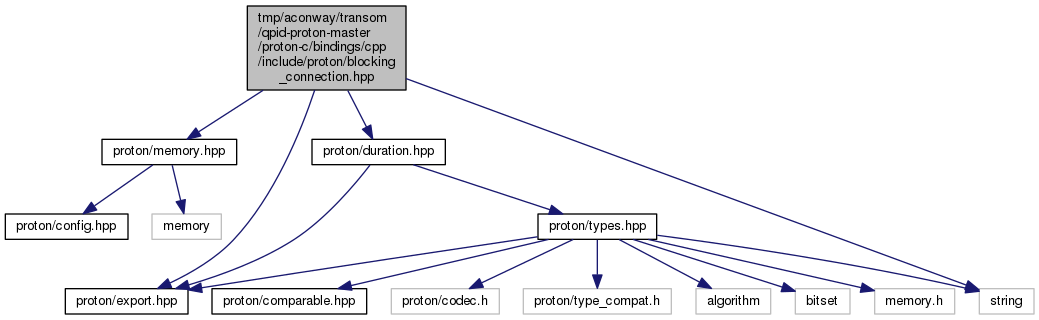 tmp/aconway/transom
/qpid-proton-master
/proton-c/bindings/cpp
/include/proton/blocking
_connection.hpp
proton/memory.hpp
proton/duration.hpp
proton/config.hpp
memory
proton/types.hpp
proton/export.hpp
proton/comparable.hpp
proton/codec.h
proton/type_compat.h
algorithm
bitset
memory.h
string